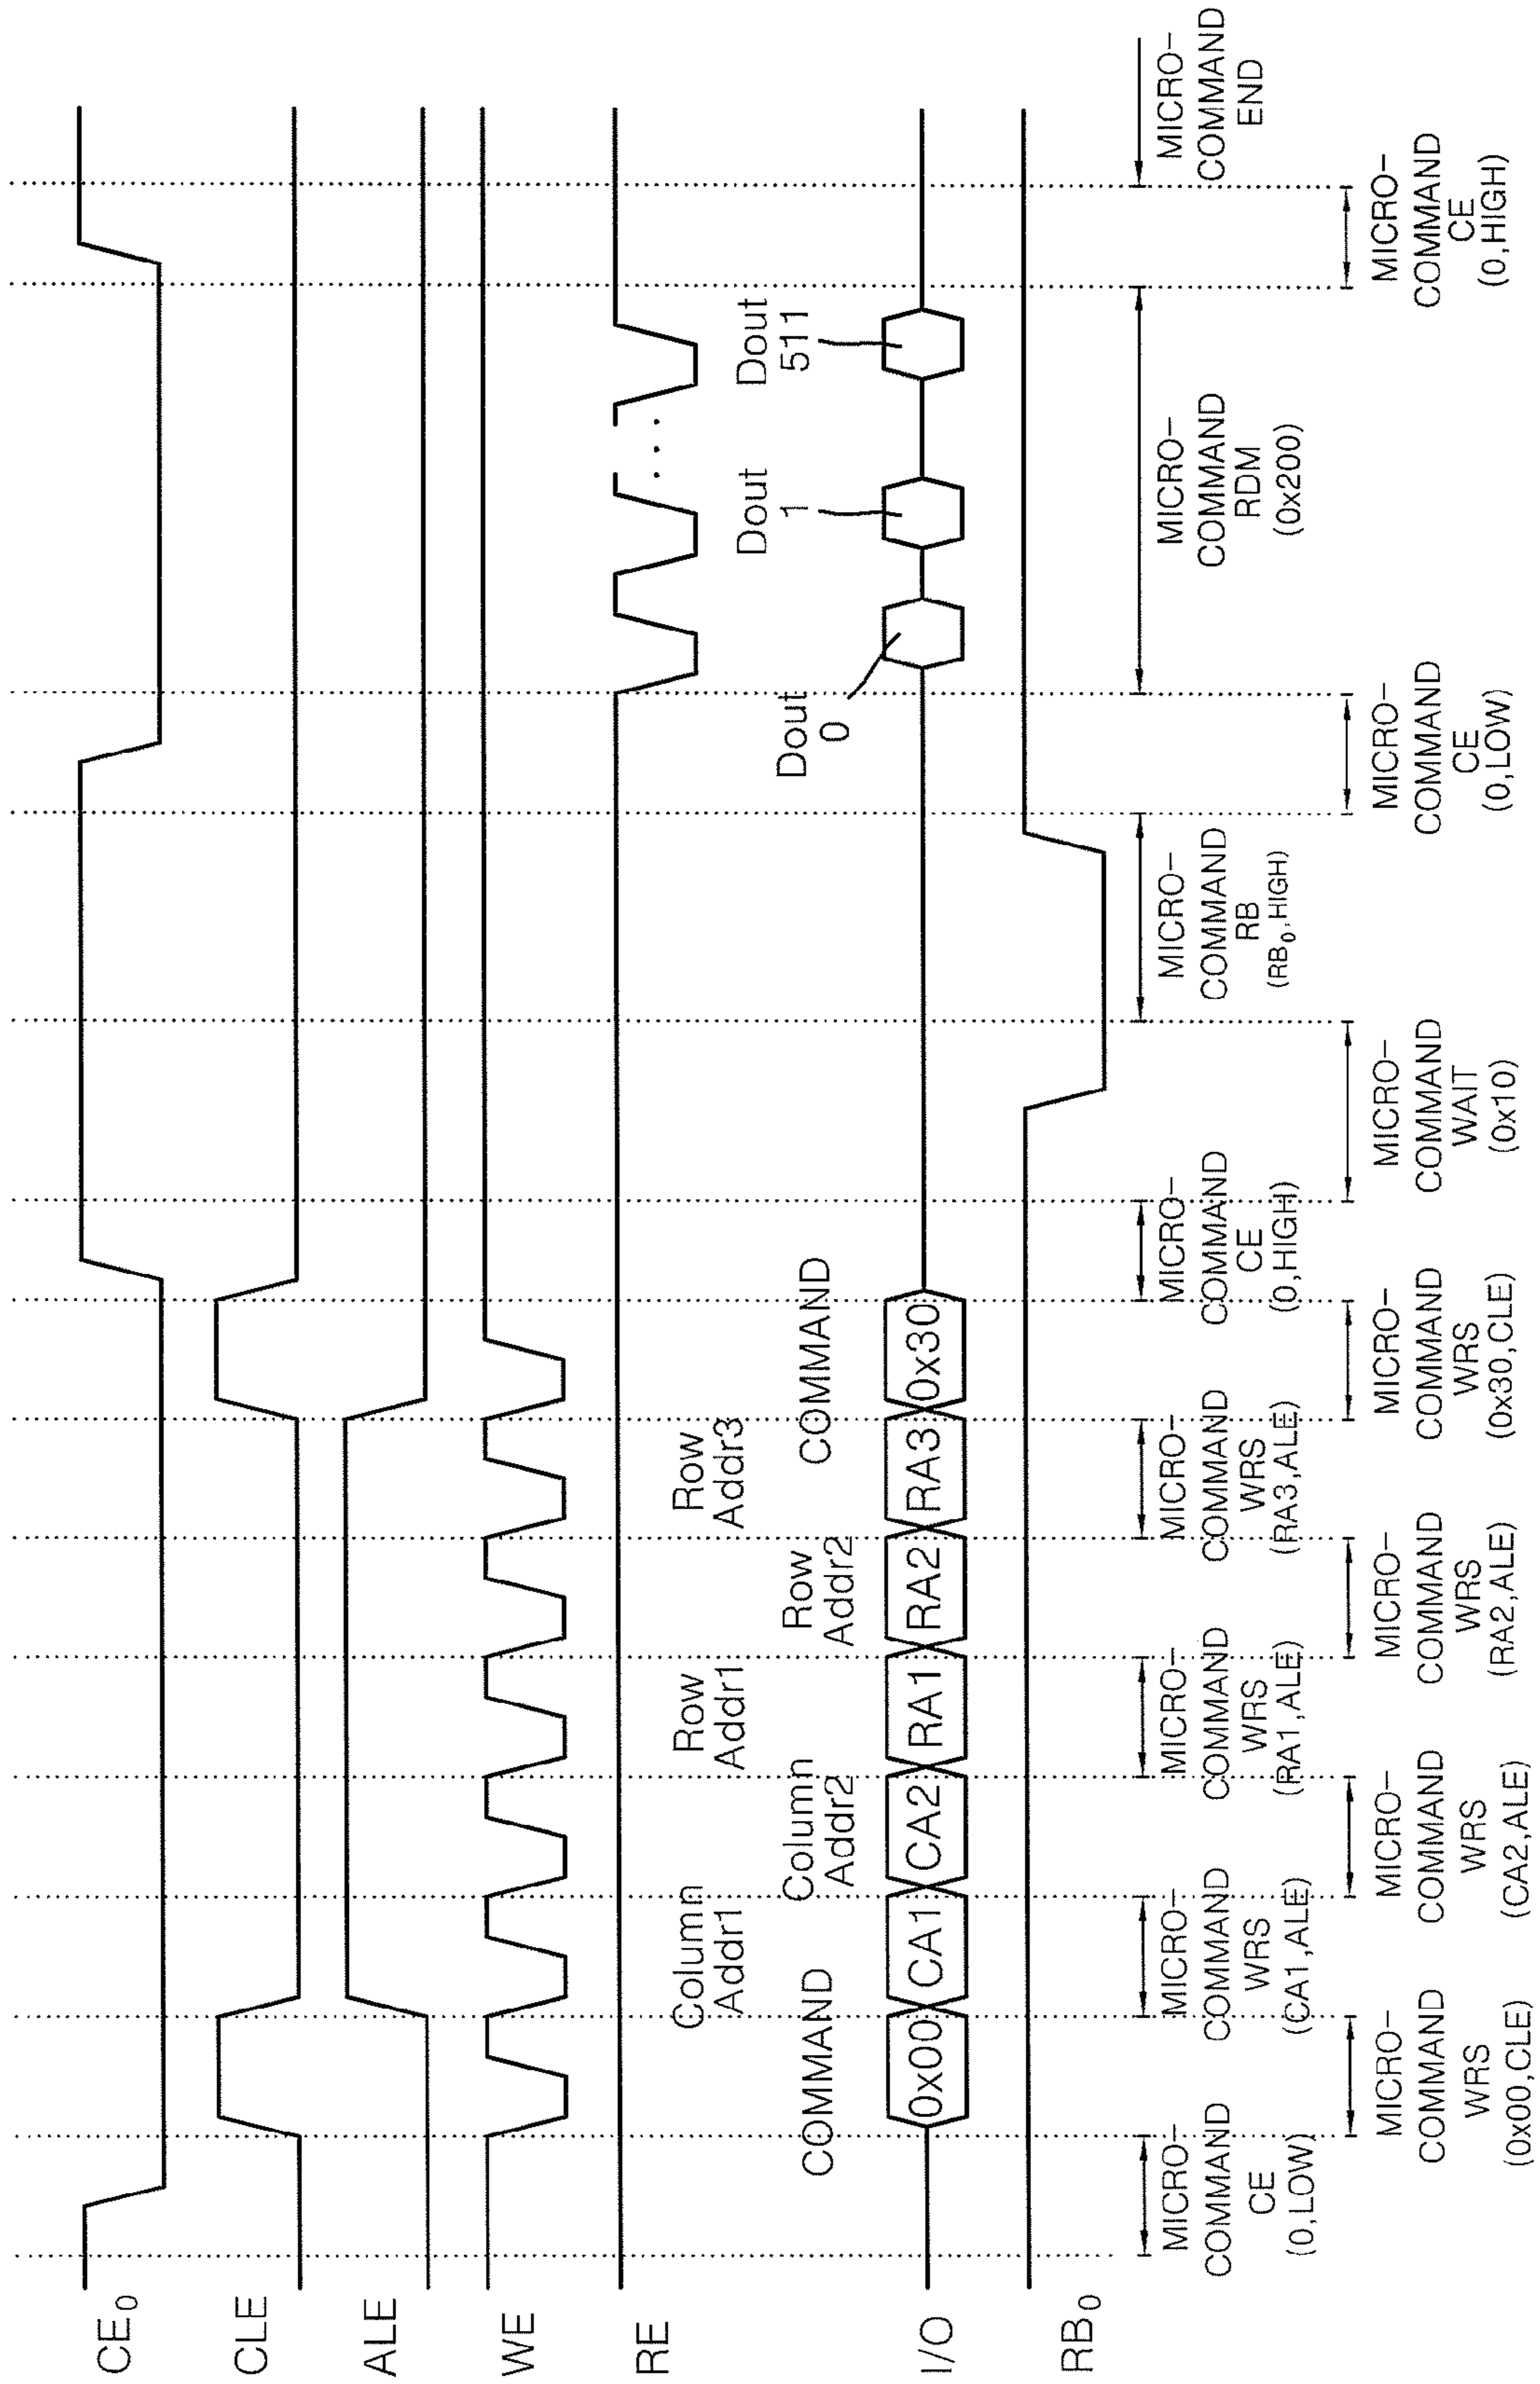 CE0
CLE
ALE
WE
RE
I/O
RB0
Column
Addr1
Column
Addr2
Row
Addr1
Row
Addr2
Row
Addr3
COMMAND
COMMAND
0x00
CA1
CA2
RA1
RA2
RA3
0x30
Dout
0
Dout
1
Dout
511
. . .
MICRO-
COMMAND
CE
(0,LOW)
MICRO-
COMMAND
WRS
(0x00,CLE)
MICRO-
COMMAND
WRS
(CA1,ALE)
MICRO-
COMMAND
WRS
(CA2,ALE)
MICRO-
COMMAND
WRS
(RA1,ALE)
MICRO-
COMMAND
WRS
(RA2,ALE)
MICRO-
COMMAND
WRS
(RA3,ALE)
MICRO-
COMMAND
WRS
(0x30,CLE)
MICRO-
COMMAND
CE
(0,HIGH)
MICRO-
COMMAND
WAIT
(0x10)
MICRO-
COMMAND
RB
(RB0,HIGH)
MICRO-
COMMAND
CE
(0,LOW)
MICRO-
COMMAND
RDM
(0x200)
MICRO-
COMMAND
CE
(0,HIGH)
MICRO-
COMMAND
END